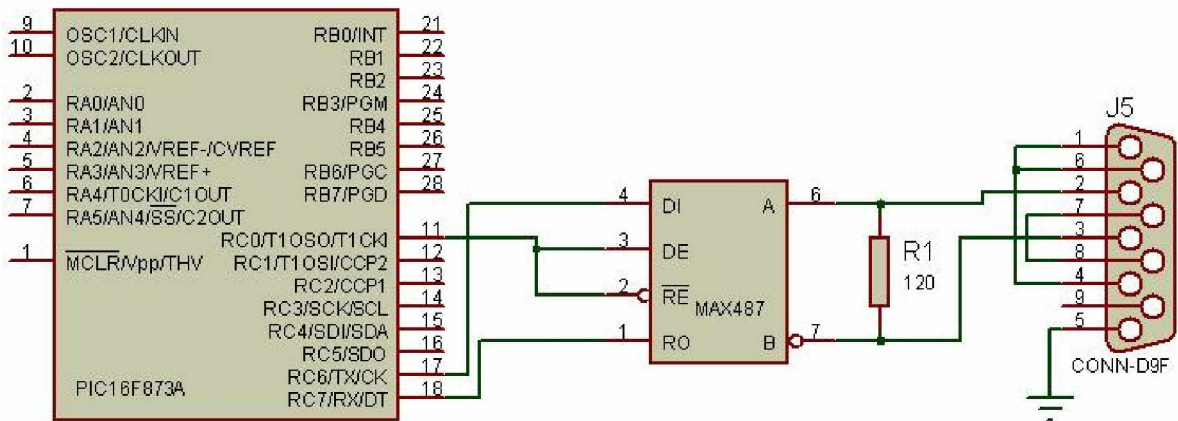 9 OSC1/CLKIN RB0/INT 21
10 OSC2/CLKOUT RB1 22
RB2 23
2 RA0/AN0 RB3/PGM 24
3 RA1/AN1 RB4 25
4 RA2/AN2/VREF-/CVREF RB5 26
5 RA3/AN3/VREF+ RB6/PGC 27
6 RA4/T0CKI/C1OUT RB7/PGD 28
7 RA5/AN4/SS/C2OUT
RC0/T1OSO/T1CKI 11
1 MCLR/Vpp/THV RC1/T1OSI/CCP2 12
RC2/CCP1 13
RC3/SCK/SCL 14
RC4/SDI/SDA 15
RC5/SDO 16
RC6/TX/CK 17
PIC16F873A RC7/RX/DT 18
4 DI A 6
3 DE
2 RE
MAX487
1 RO B 7
R1
120
J5
1
6
2
7
3
8
4
9
5
CONN-D9F